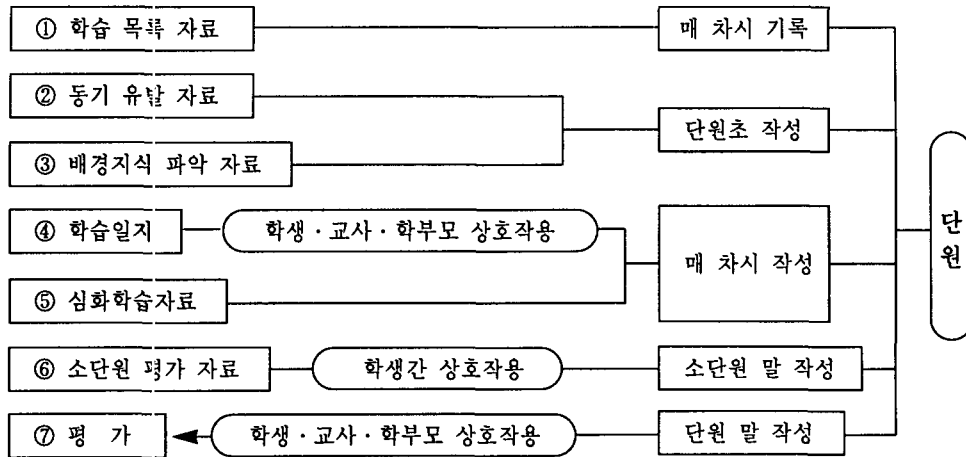 ① 학습 목록 자료
매 차시 기록
② 동기 유발 자료
단원초 작성
③ 배경지식 파악 자료
④ 학습일지
학생·교사·학부모 상호작용
매 차시 작성
⑤ 심화학습자료
⑥ 소단원 평가 자료
학생간 상호작용
소단원 말 작성
⑦ 평 가
학생·교사·학부모 상호작용
단원 말 작성
단
원